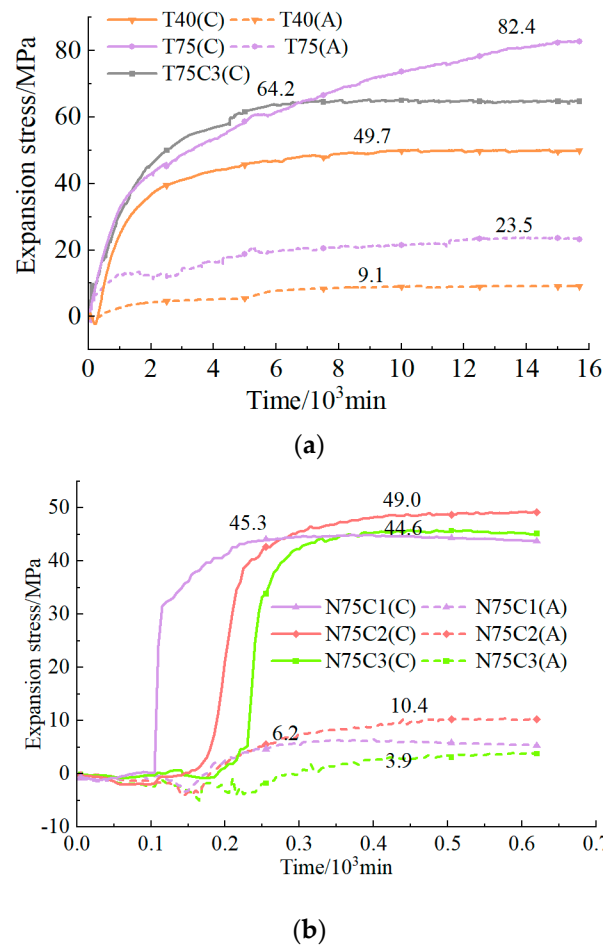 T40(C) T40(A)
T75(C) T75(A)
T75C3(C)
82.4
64.2
49.7
23.5
9.1
80
60
40
20
0
Expansion stress/MPa
0 2 4 6 8 10 12 14 16
Time/10³min
(a)
50
40
30
20
10
0
-10
Expansion stress/MPa
49.0
45.3
44.6
N75C1(C) N75C1(A)
N75C2(C) N75C2(A)
N75C3(C) N75C3(A)
10.4
6.2
3.9
0.0 0.1 0.2 0.3 0.4 0.5 0.6 0.7
Time/10³min
(b)